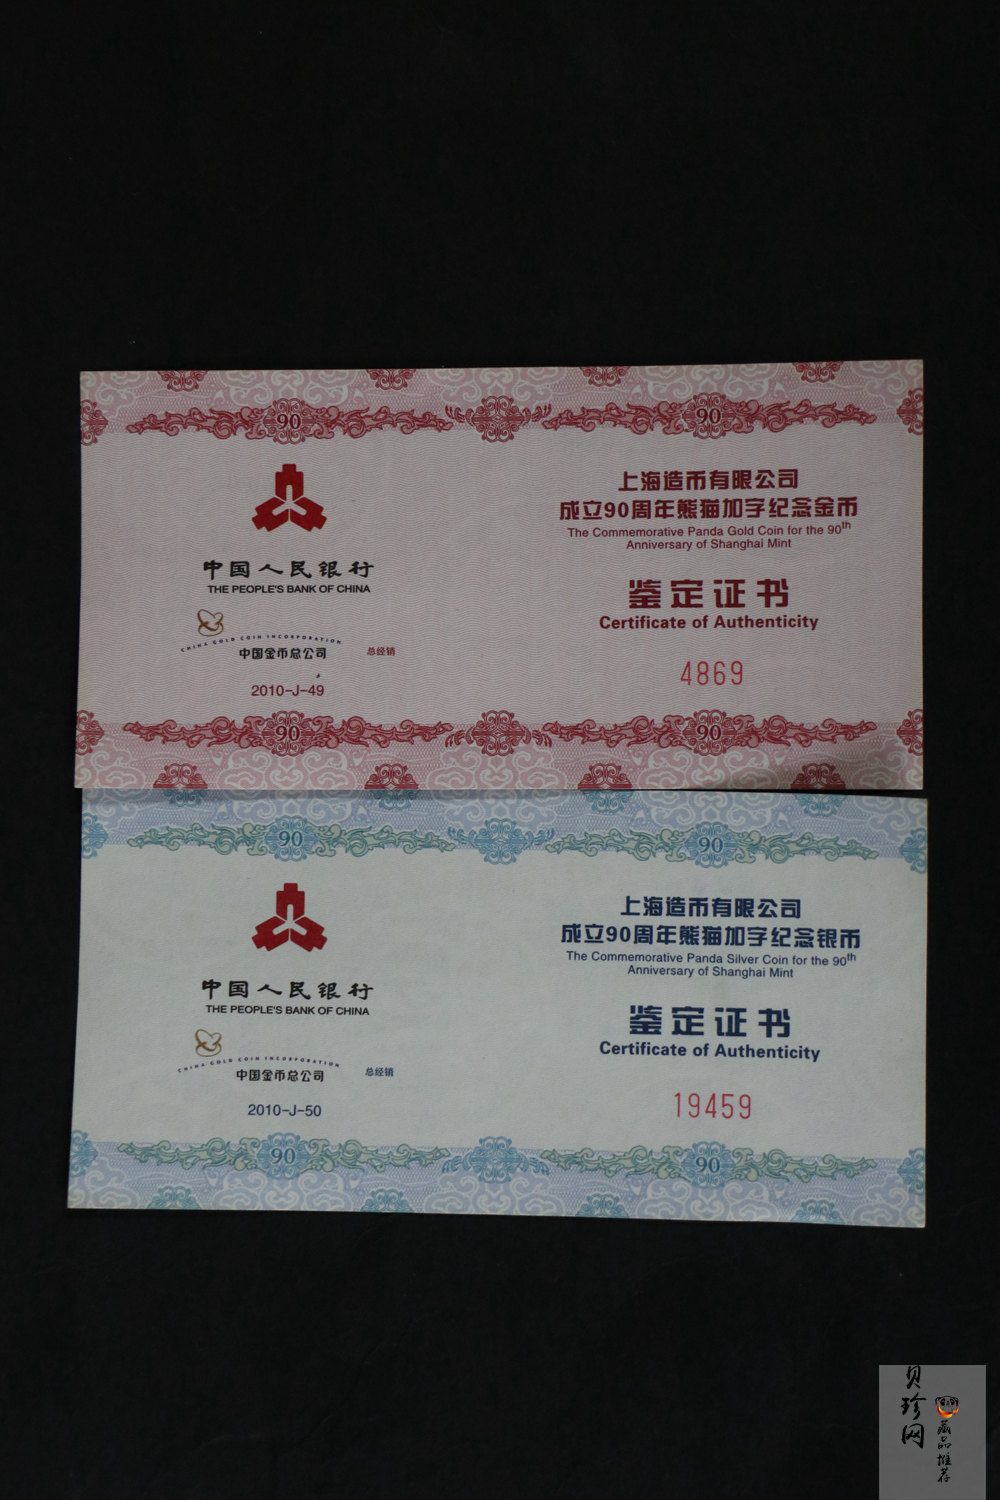 90
90
中国人民银行
THE PEOPLE'S BANK OF CHINA
CHINA GOLD COIN INCORPORATION
中国金币总公司 总经销
2010-J-49
上海造币有限公司
成立90周年熊猫加字纪念金币
The Commemorative Panda Gold Coin for the 90th
Anniversary of Shanghai Mint
鉴定证书
Certificate of Authenticity
4869
90
90
90
90
中国人民银行
THE PEOPLE'S BANK OF CHINA
CHINA GOLD COIN INCORPORATION
中国金币总公司 总经销
2010-J-50
上海造币有限公司
成立90周年熊猫加字纪念银币
The Commemorative Panda Silver Coin for the 90th
Anniversary of Shanghai Mint
鉴定证书
Certificate of Authenticity
19459
90
90
贝珍网
藏品推荐